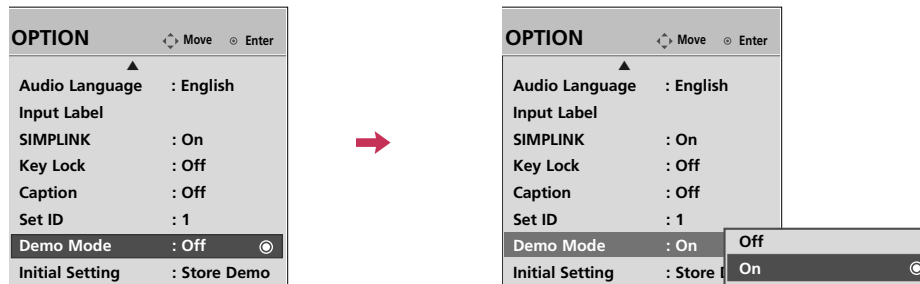 OPTION Move Enter
Audio Language : English
Input Label
SIMPLINK : On
Key Lock : Off
Caption : Off
Set ID : 1
Demo Mode : Off
Initial Setting : Store Demo
OPTION Move Enter
Audio Language : English
Input Label
SIMPLINK : On
Key Lock : Off
Caption : Off
Set ID : 1
Demo Mode : On
Initial Setting : Store
Off
On